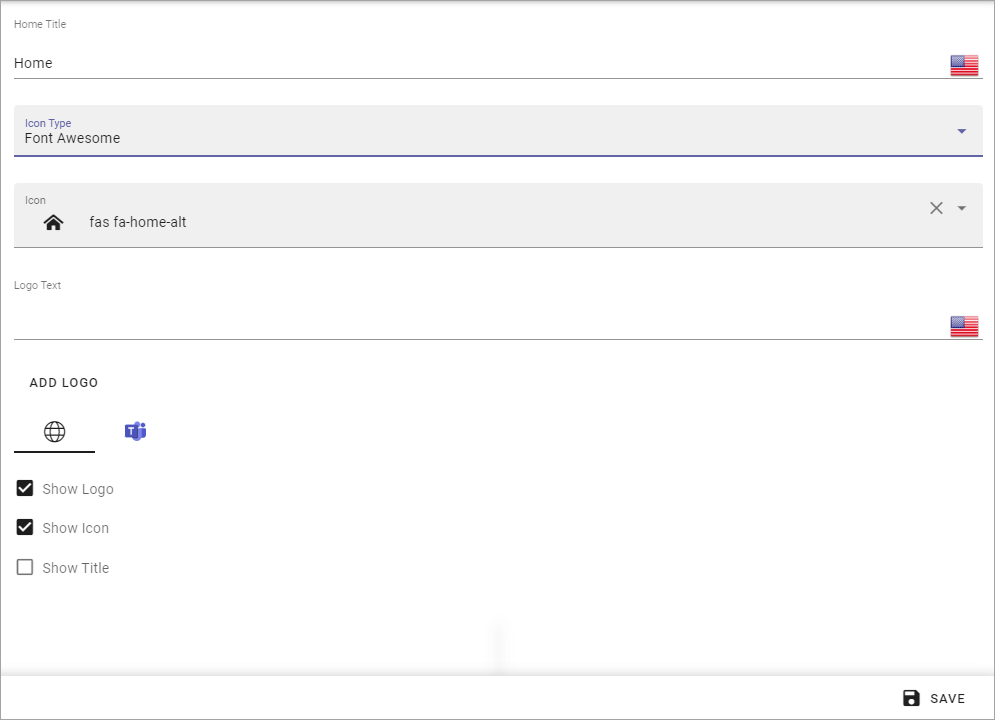 Home Title
Home
Icon Type
Font Awesome
Icon
fas fa-home-alt
Logo Text
ADD LOGO
Show Logo
Show Icon
Show Title
SAVE